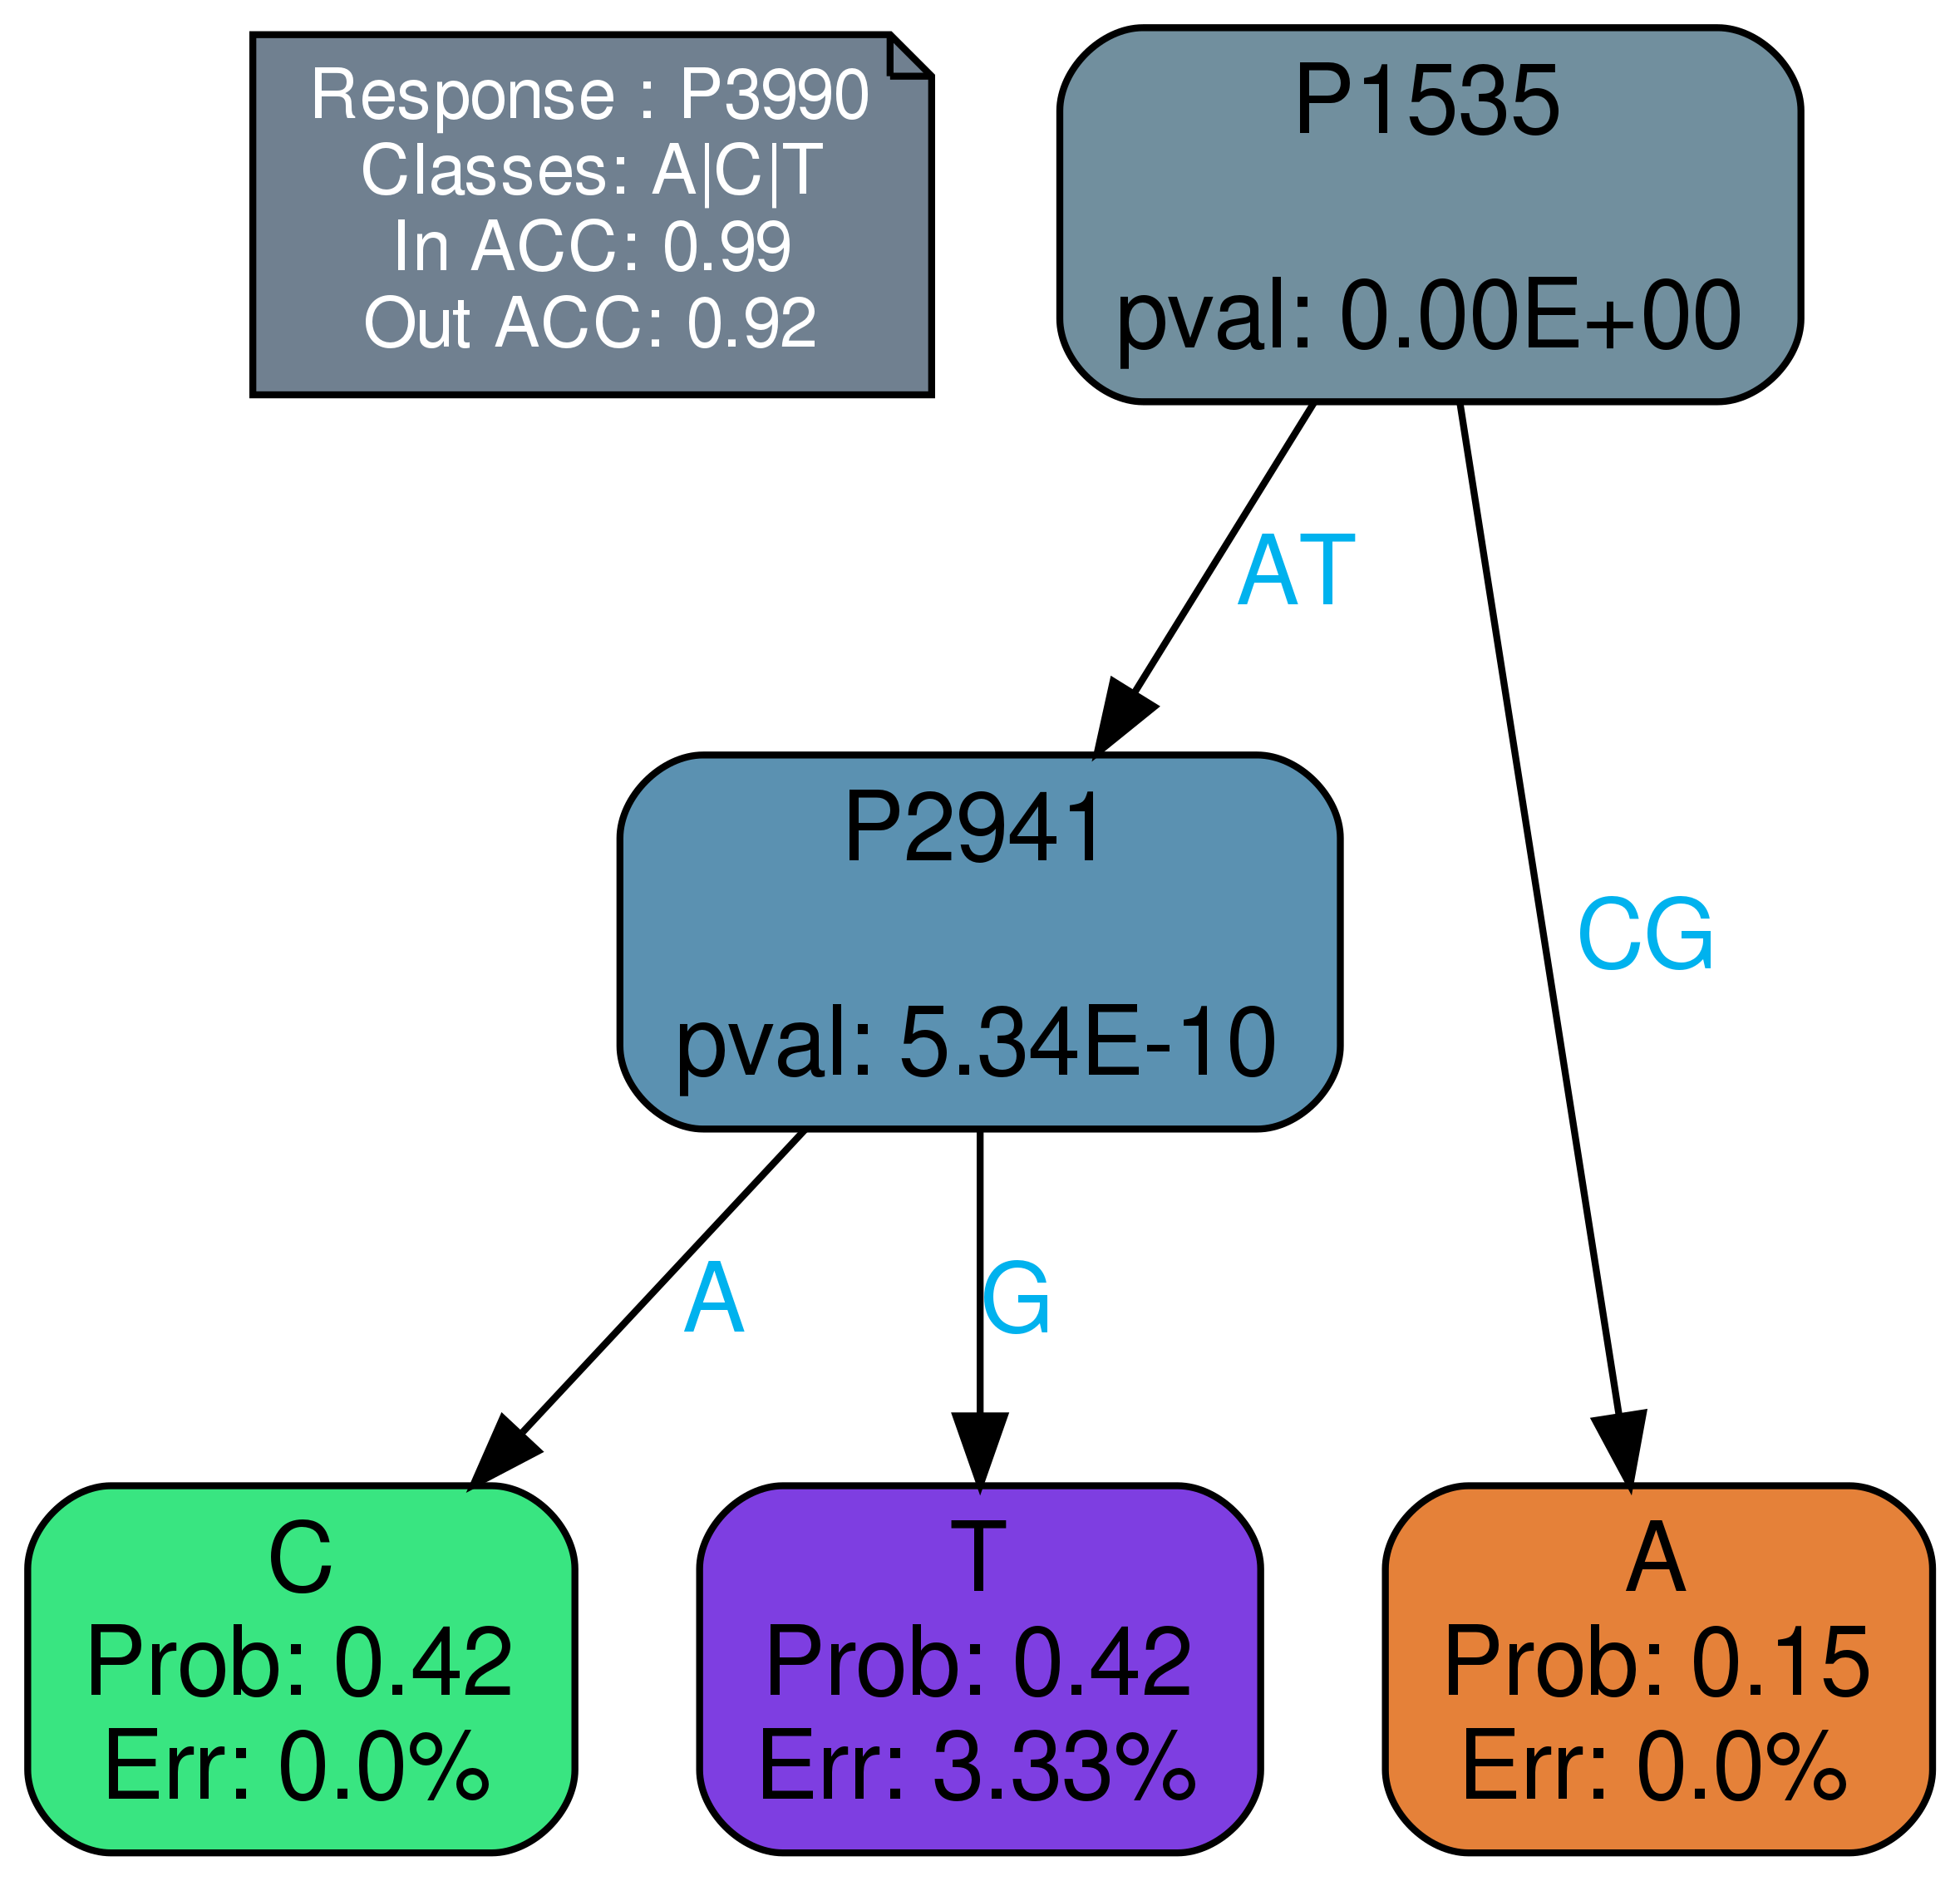 Response : P3990
Classes: A|C|T
In ACC: 0.99
Out ACC: 0.92
P1535
pval: 0.00E+00
AT
P2941
pval: 5.34E-10
CG
A
G
C
Prob: 0.42
Err: 0.0%
T
Prob: 0.42
Err: 3.33%
A
Prob: 0.15
Err: 0.0%